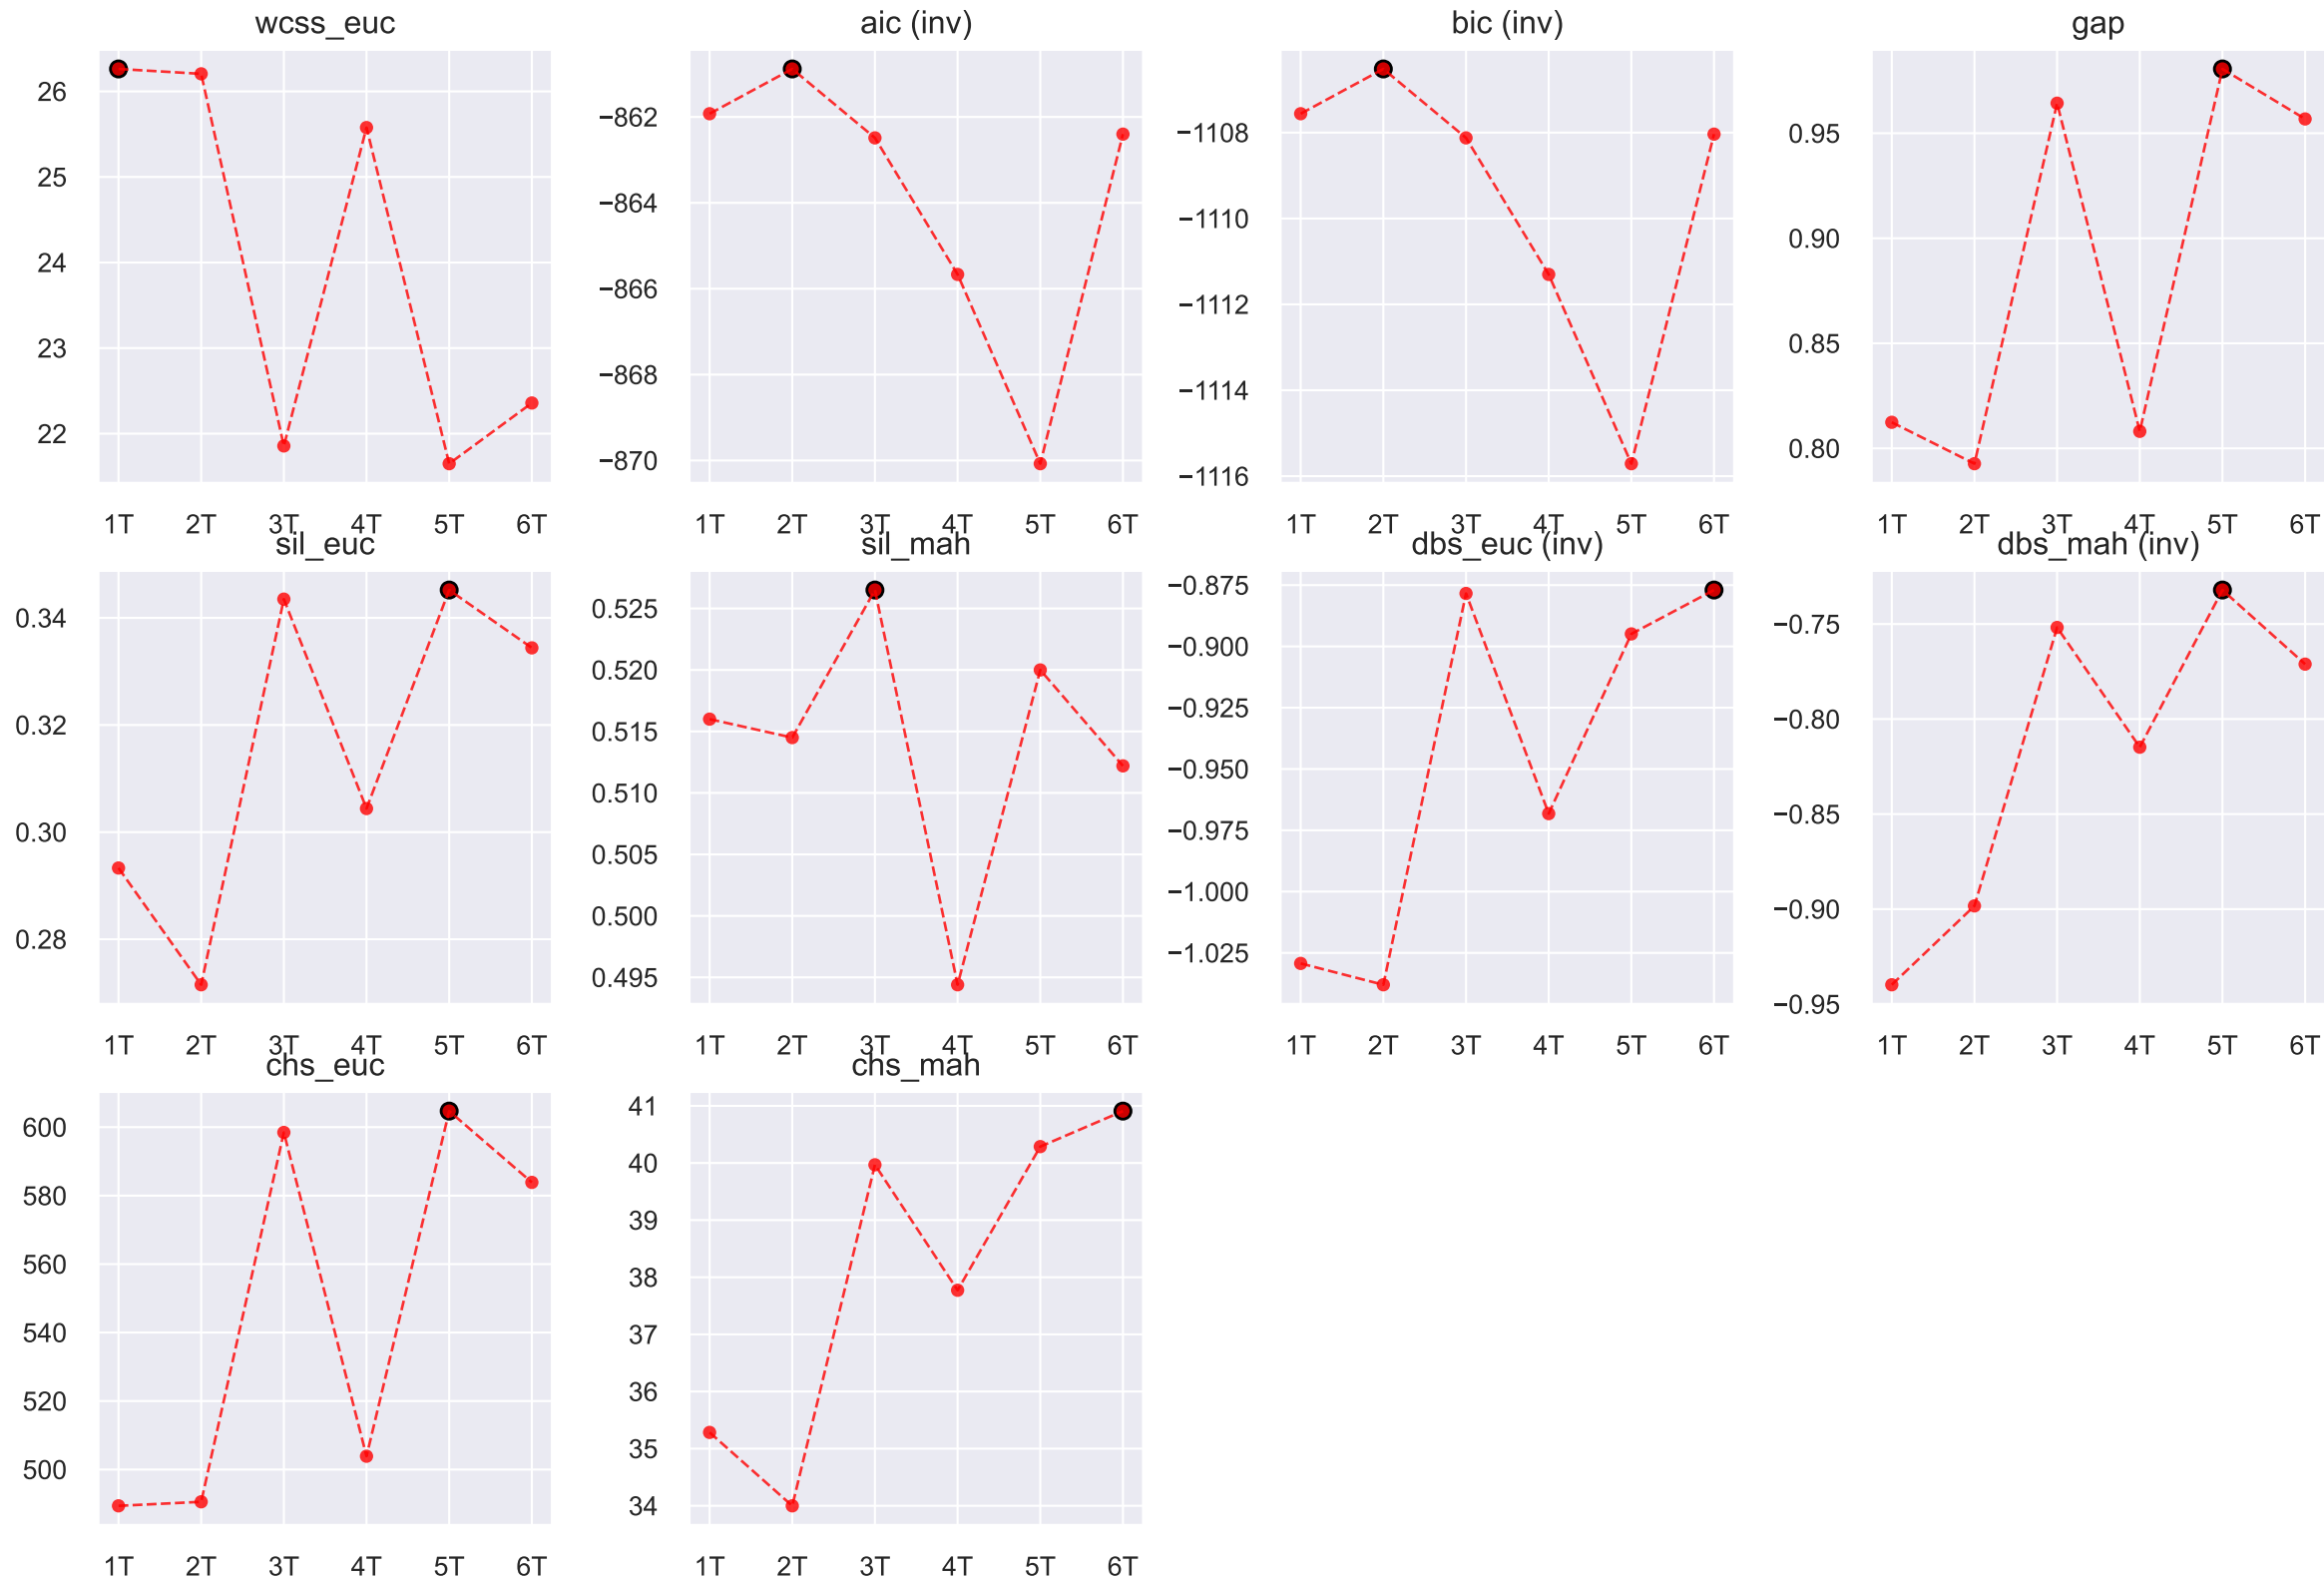 wcss_euc
26
25
24
23
22
1T 2T 3T 4T 5T 6T
aic (inv)
−862
−864
−866
−868
−870
1T 2T 3T 4T 5T 6T
bic (inv)
−1108
−1110
−1112
−1114
−1116
1T 2T 3T 4T 5T 6T
gap
0.95
0.90
0.85
0.80
1T 2T 3T 4T 5T 6T
sil_euc
0.34
0.32
0.30
0.28
1T 2T 3T 4T 5T 6T
sil_mah
0.525
0.520
0.515
0.510
0.505
0.500
0.495
1T 2T 3T 4T 5T 6T
dbs_euc (inv)
−0.875
−0.900
−0.925
−0.950
−0.975
−1.000
−1.025
1T 2T 3T 4T 5T 6T
dbs_mah (inv)
−0.75
−0.80
−0.85
−0.90
−0.95
1T 2T 3T 4T 5T 6T
chs_euc
600
580
560
540
520
500
1T 2T 3T 4T 5T 6T
chs_mah
41
40
39
38
37
36
35
34
1T 2T 3T 4T 5T 6T